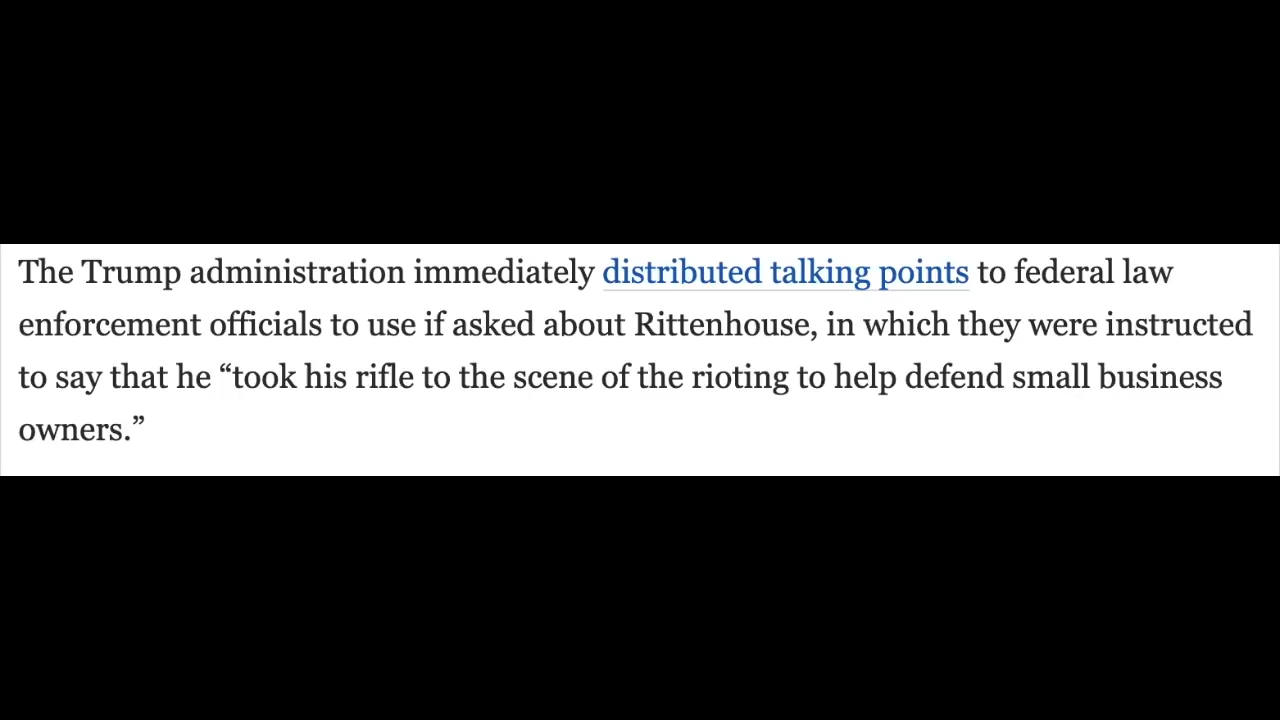 The Trump administration immediately distributed talking points to federal law
enforcement officials to use if asked about Rittenhouse, in which they were instructed
to say that he “took his rifle to the scene of the rioting to help defend small business
owners.”